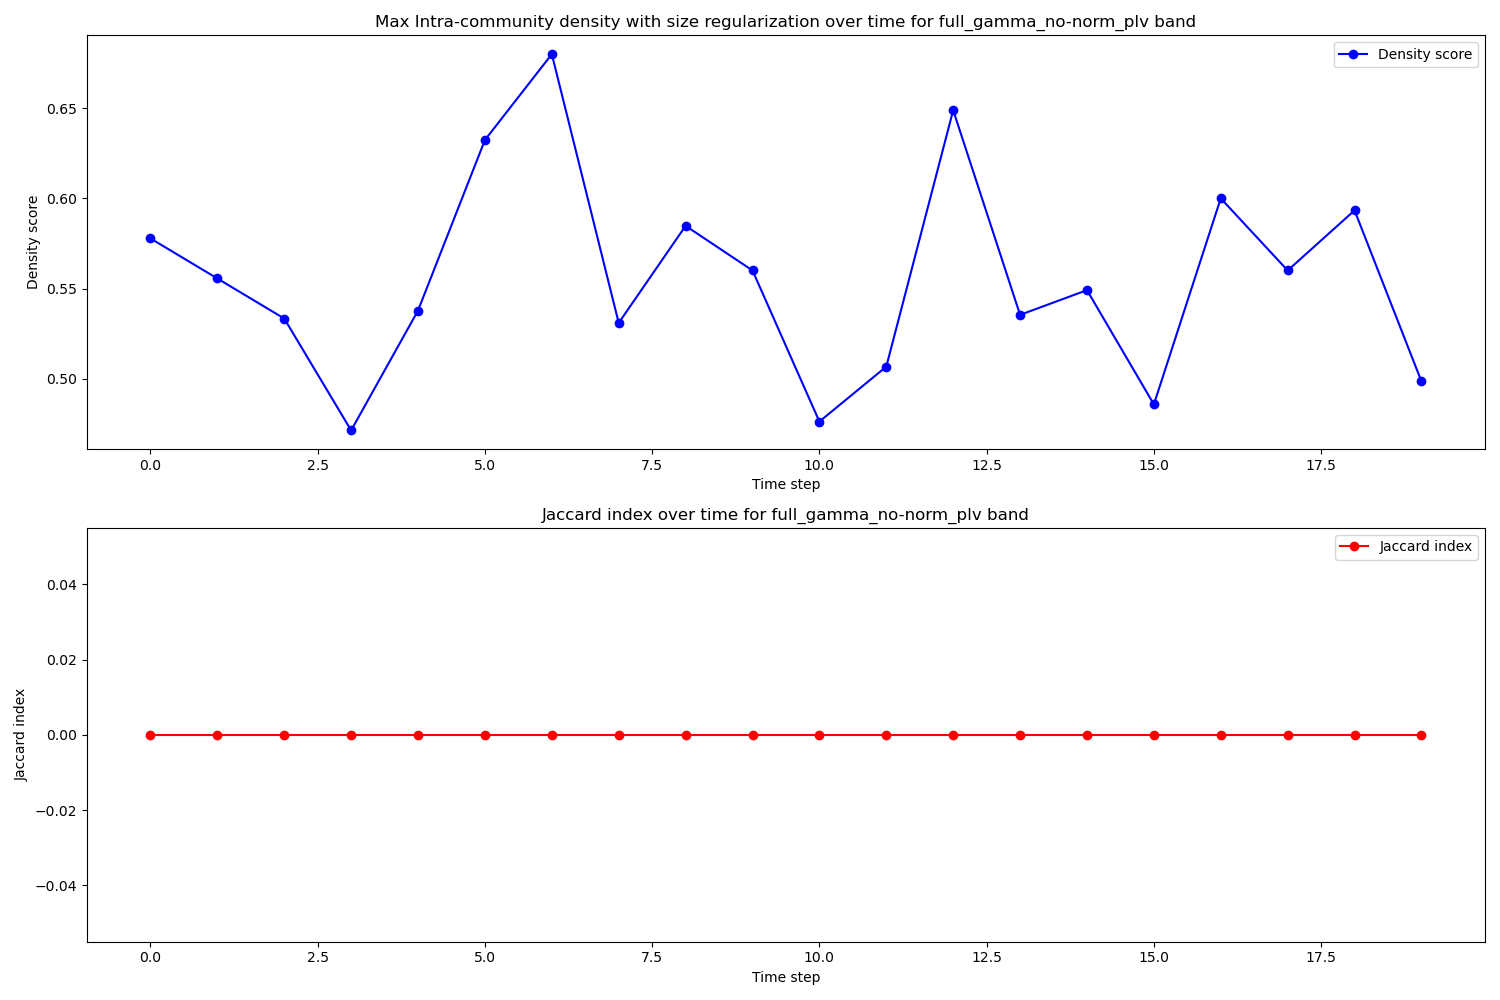 Max Intra-community density with size regularization over time for full_gamma_no-norm_plv band
Density score
0.65
0.60
0.55
0.50
Density score
0.0 2.5 5.0 7.5 10.0 12.5 15.0 17.5
Time step
Jaccard index over time for full_gamma_no-norm_plv band
Jaccard index
0.04
0.02
0.00
−0.02
−0.04
Jaccard index
0.0 2.5 5.0 7.5 10.0 12.5 15.0 17.5
Time step